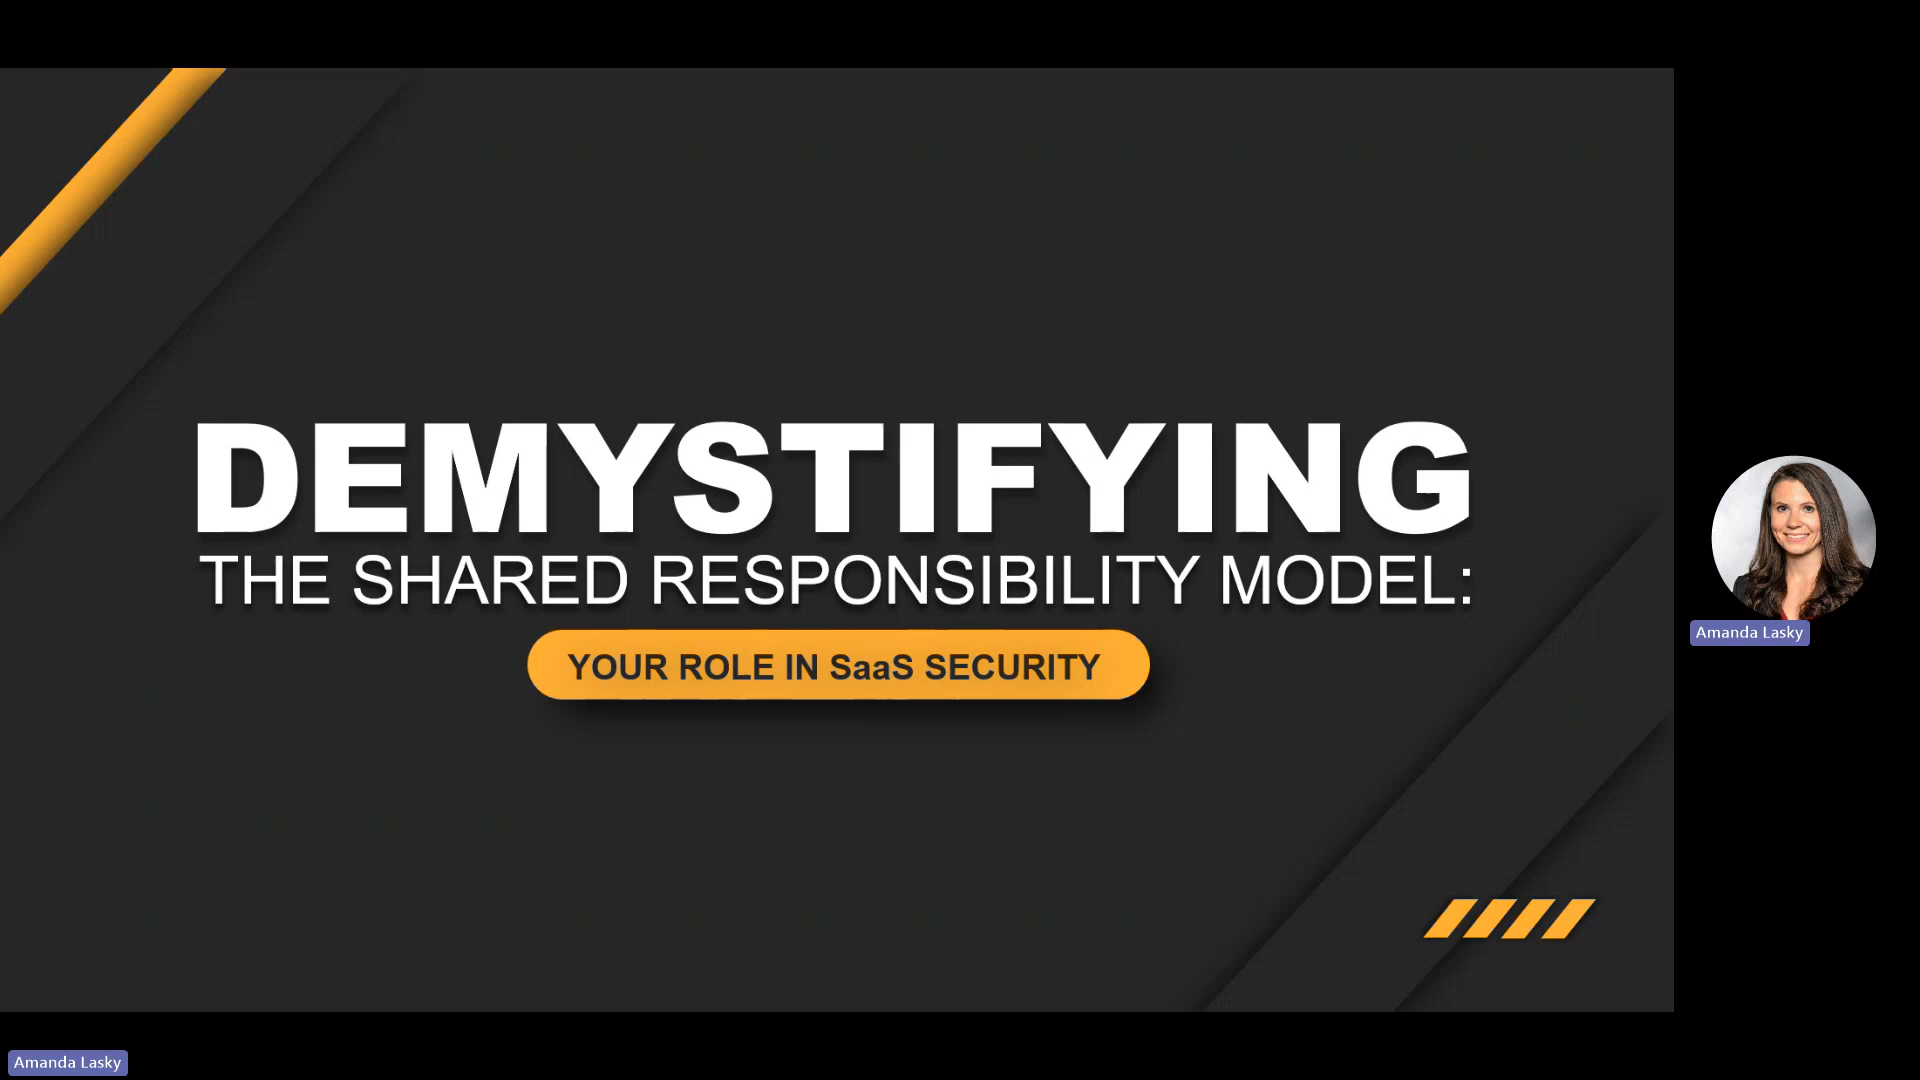 DEMYSTIFYING
THE SHARED RESPONSIBILITY MODEL:
YOUR ROLE IN SaaS SECURITY
Amanda Lasky
Amanda Lasky